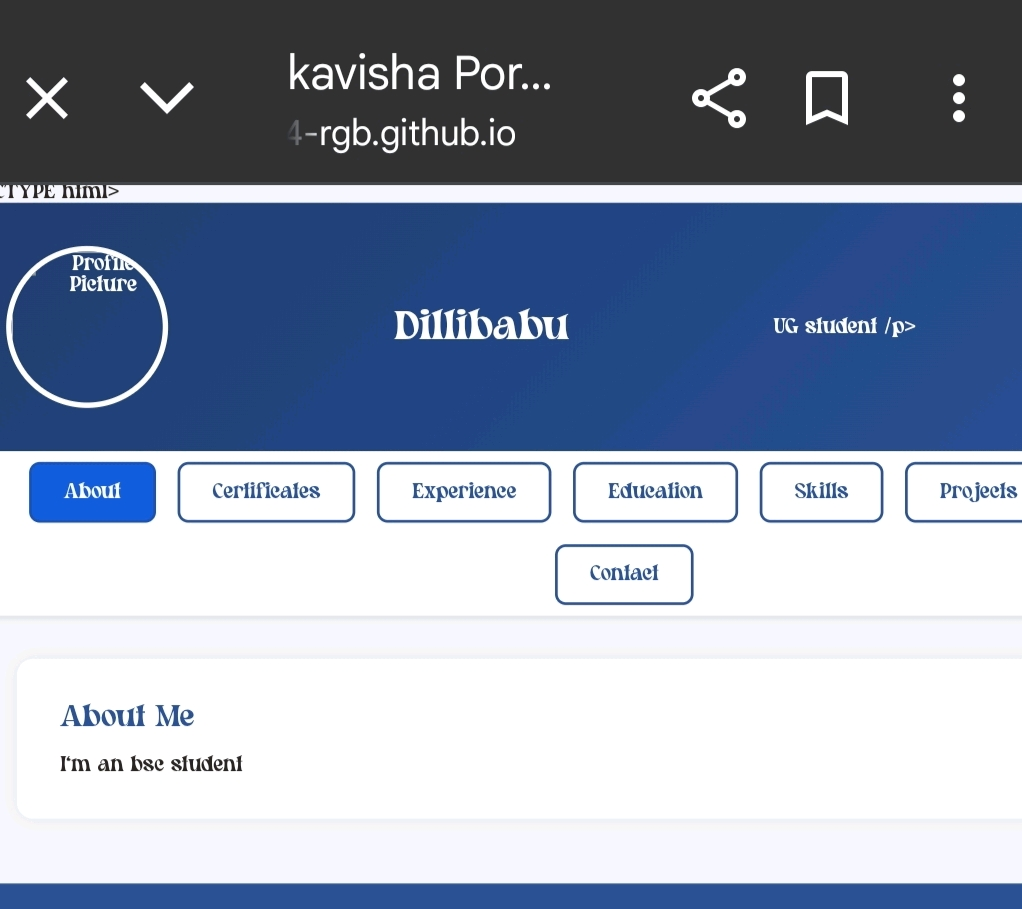 kavisha Por...
4-rgb.github.io
CTYPE html>
Profile
Picture
Dillibabu
UG student /p>
About
Certificates
Experience
Education
Skills
Projects
Contact
About Me
I'm an bsc student